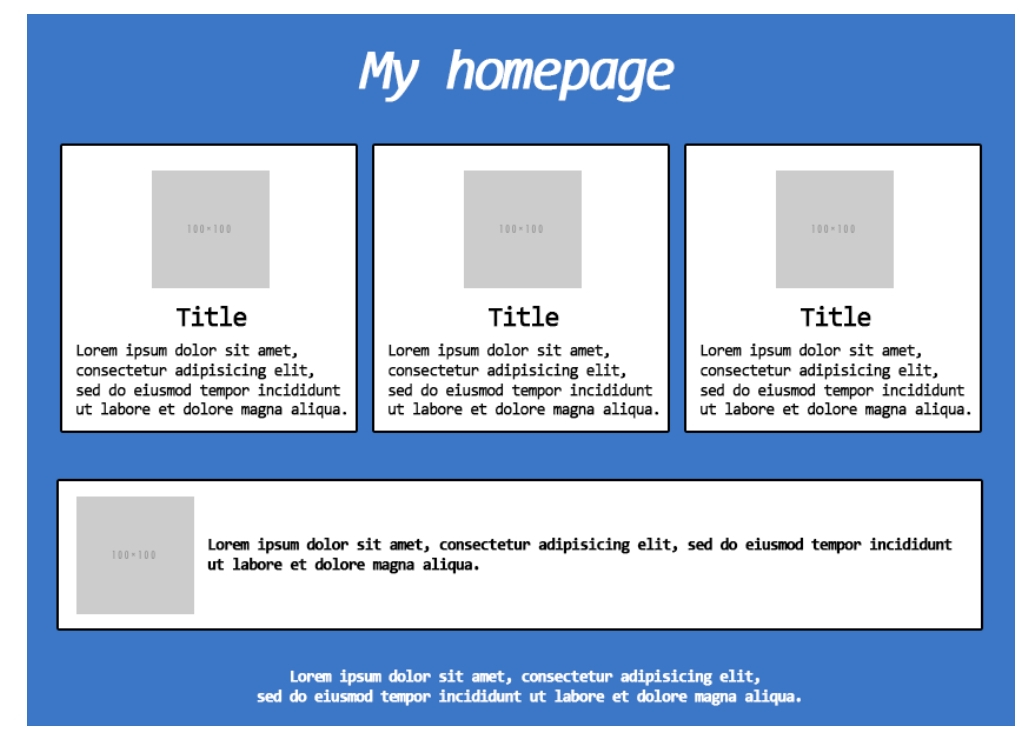 My homepage
100×100
100×100
100×100
Title
Title
Title
Lorem ipsum dolor sit amet,
consectetur adipisicing elit,
sed do eiusmod tempor incididunt
ut labore et dolore magna aliqua.
Lorem ipsum dolor sit amet,
consectetur adipisicing elit,
sed do eiusmod tempor incididunt
ut labore et dolore magna aliqua.
Lorem ipsum dolor sit amet,
consectetur adipisicing elit,
sed do eiusmod tempor incididunt
ut labore et dolore magna aliqua.
100×100
Lorem ipsum dolor sit amet, consectetur adipisicing elit, sed do eiusmod tempor incididunt
ut labore et dolore magna aliqua.
Lorem ipsum dolor sit amet, consectetur adipisicing elit,
sed do eiusmod tempor incididunt ut labore et dolore magna aliqua.